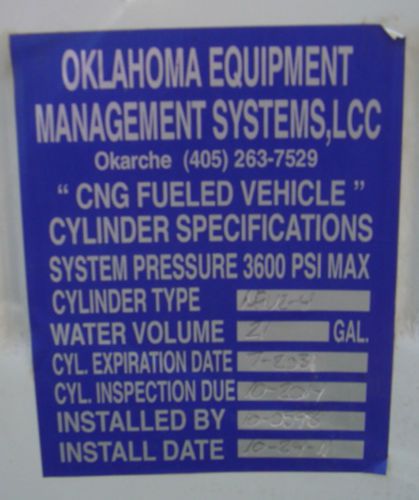 OKLAHOMA EQUIPMENT
MANAGEMENT SYSTEMS,LCC
Okarche (405) 263-7529
“ CNG FUELED VEHICLE ”
CYLINDER SPECIFICATIONS
SYSTEM PRESSURE 3600 PSI MAX
CYLINDER TYPE
WATER VOLUME 21 GAL.
CYL. EXPIRATION DATE
CYL. INSPECTION DUE
INSTALLED BY
INSTALL DATE